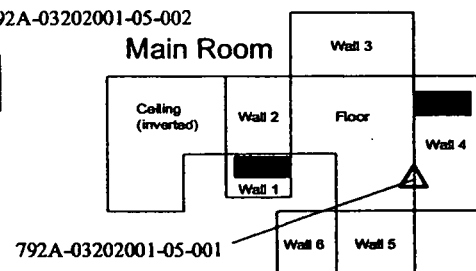 92A-03202001-05-002
Main Room
Wall 3
Ceiling
(inverted)
Wall 2
Floor
Wall 4
Wall 1
792A-03202001-05-001
Wall 6
Wall 5